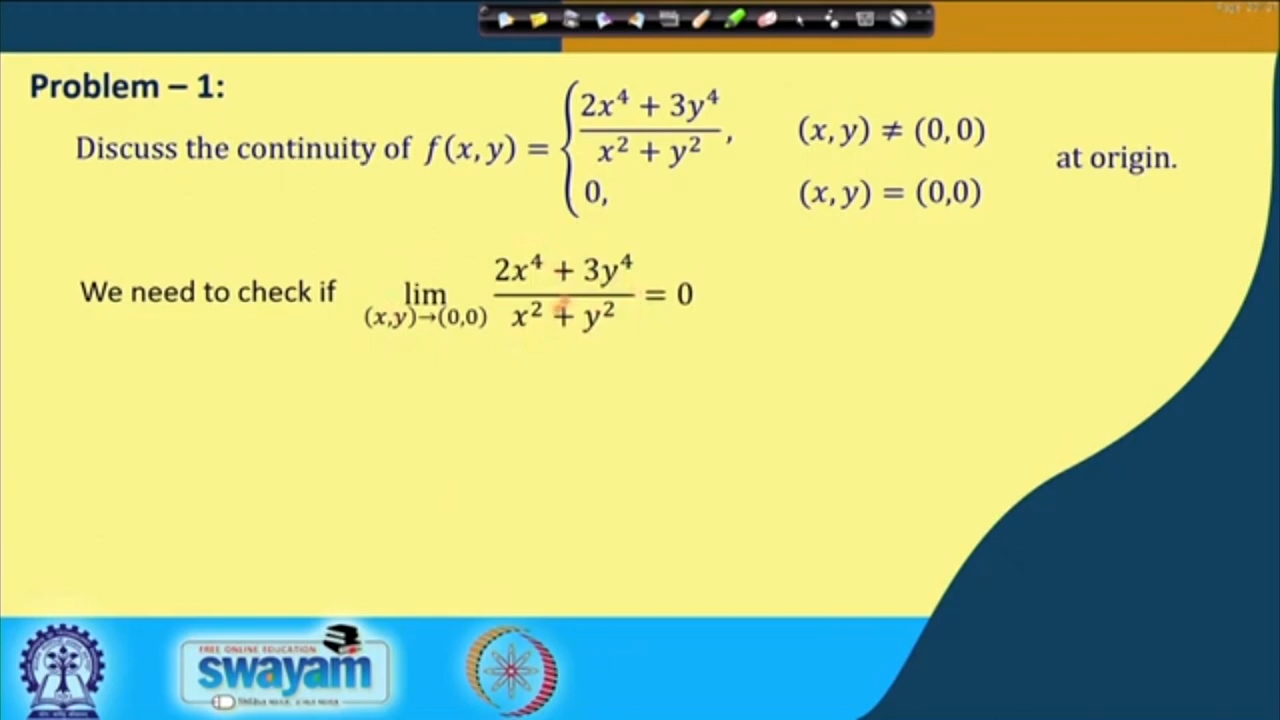 Problem – 1:
Discuss the continuity of f(x, y) = { (2x⁴ + 3y⁴)/(x² + y²), (x, y) ≠ (0, 0)
0, (x, y) = (0,0)
at origin.
We need to check if lim (x,y)→(0,0) (2x⁴ + 3y⁴)/(x² + y²) = 0
FREE ONLINE EDUCATION
swayam